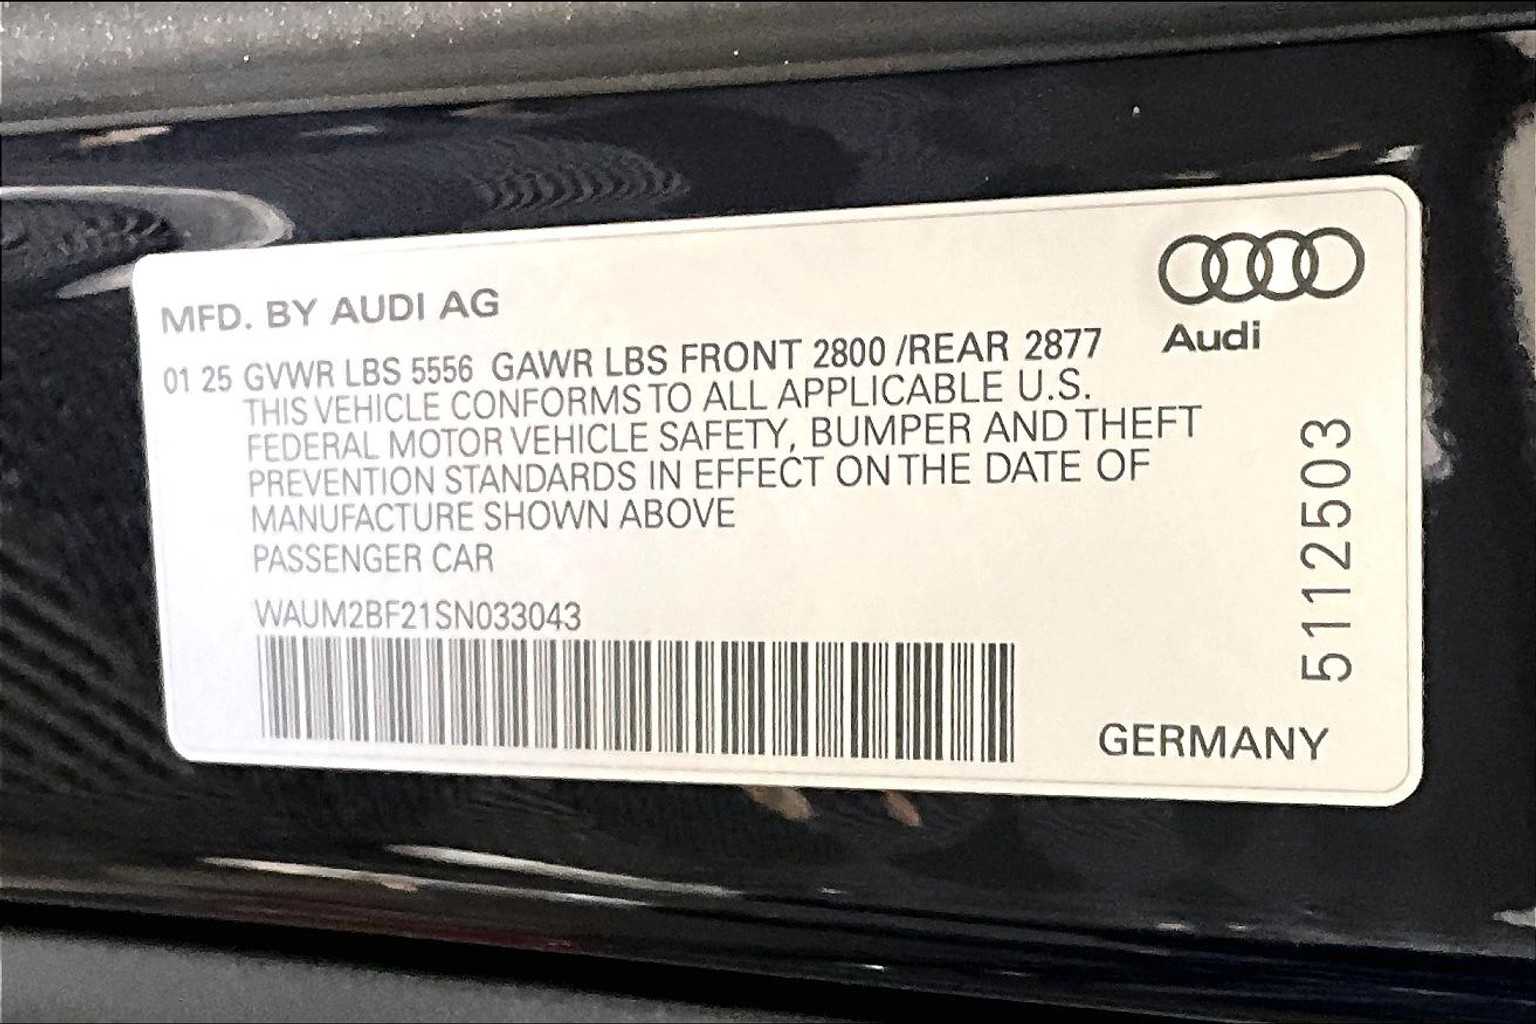 MFD. BY AUDI AG
Audi
01 25 GVWR LBS 5556 GAWR LBS FRONT 2800 /REAR 2877
THIS VEHICLE CONFORMS TO ALL APPLICABLE U.S.
FEDERAL MOTOR VEHICLE SAFETY, BUMPER AND THEFT
PREVENTION STANDARDS IN EFFECT ON THE DATE OF
MANUFACTURE SHOWN ABOVE
PASSENGER CAR
WAUM2BF21SN033043
5112503
GERMANY